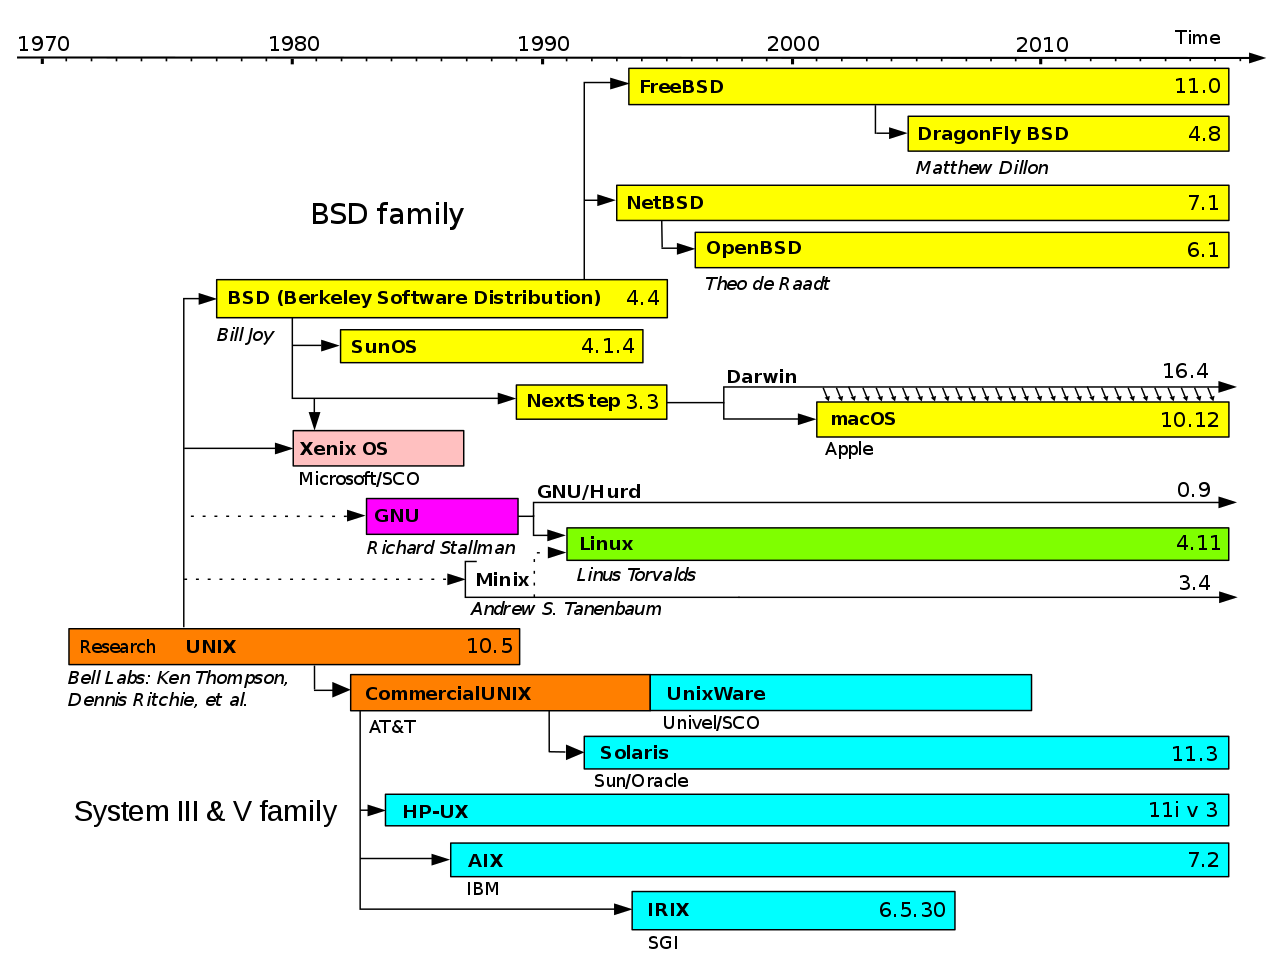 1970 1980 1990 2000 2010 Time
FreeBSD 11.0
DragonFly BSD 4.8
Matthew Dillon
BSD family
NetBSD 7.1
OpenBSD 6.1
Theo de Raadt
BSD (Berkeley Software Distribution) 4.4
Bill Joy
SunOS 4.1.4
Darwin 16.4
NextStep 3.3
macOS 10.12
Apple
Xenix OS
Microsoft/SCO
GNU/Hurd 0.9
GNU
Richard Stallman
Linux 4.11
Linus Torvalds
Minix 3.4
Andrew S. Tanenbaum
Research UNIX 10.5
Bell Labs: Ken Thompson,
Dennis Ritchie, et al.
CommercialUNIX UnixWare
AT&T Univel/SCO
Solaris 11.3
Sun/Oracle
System III & V family
HP-UX 11i v 3
AIX 7.2
IBM
IRIX 6.5.30
SGI